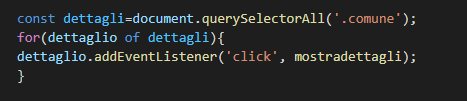 const dettagli=document.querySelectorAll('.comune');
for(dettaglio of dettagli){
dettaglio.addEventListener('click', mostradettagli);
}